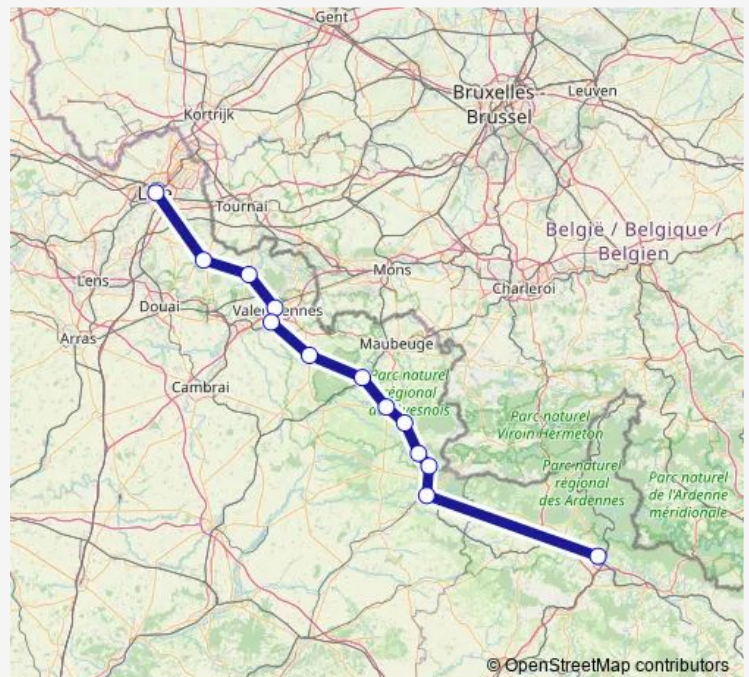 Gent
Kortrijk
Bruxelles-
Brussel
Leuven
Tournai
België / Belgique /
Belgien
Lens
Douai
Mons
Charleroi
Arras
Maubeuge
Cambrai
Parc naturel
régional
Parc naturel
Viroin Hermeton
Parc naturel
régional
des Ardennes
Parc naturel
de l'Ardenne
méridionale
© OpenStreetMap contributors